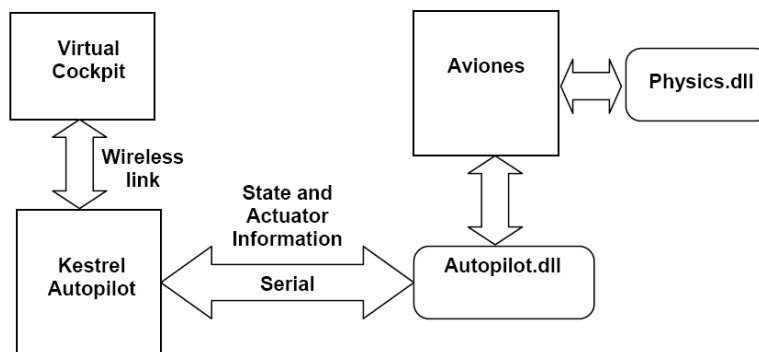 Virtual
Cockpit
Aviones
Physics.dll
Wireless
link
State and
Actuator
Information
Kestrel
Autopilot
Serial
Autopilot.dll